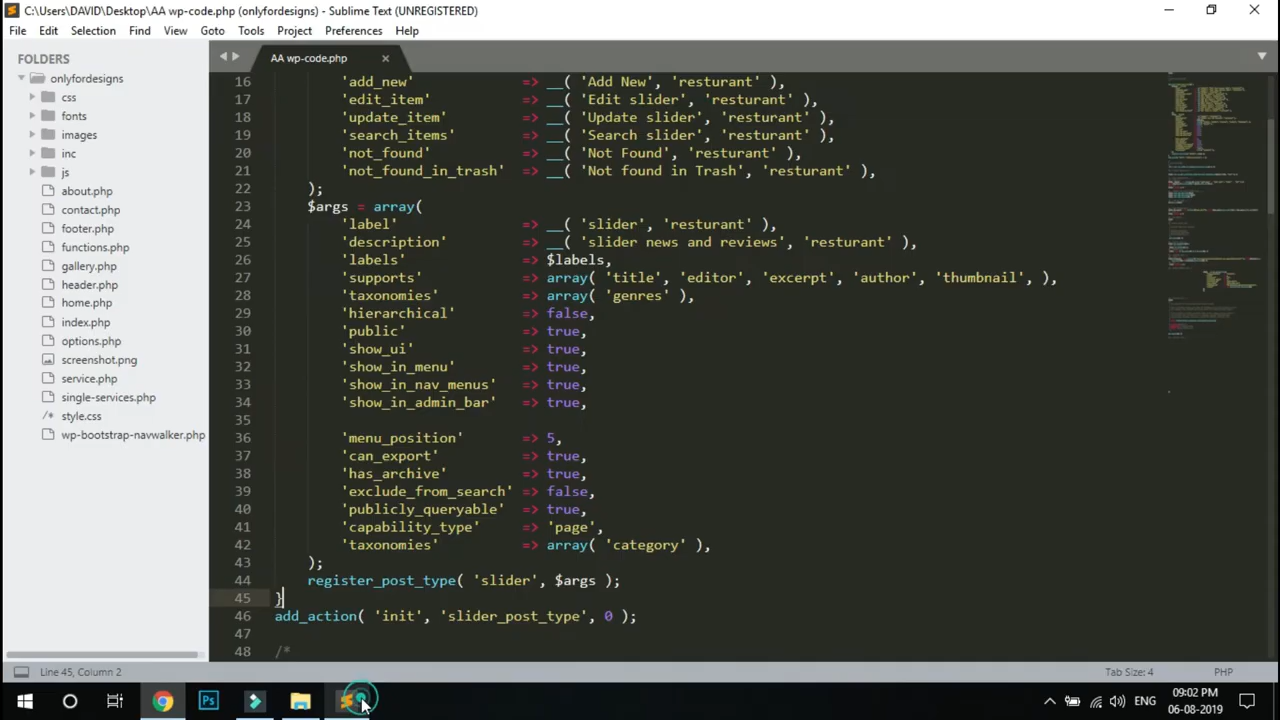 C:\Users\DAVID\Desktop\AA wp-code.php (onlyfordesigns) - Sublime Text (UNREGISTERED)
File Edit Selection Find View Goto Tools Project Preferences Help
FOLDERS
onlyfordesigns
css
fonts
images
inc
js
about.php
contact.php
footer.php
functions.php
gallery.php
header.php
home.php
index.php
options.php
screenshot.png
service.php
single-services.php
style.css
wp-bootstrap-navwalker.php
AA wp-code.php
16 'add_new' => __( 'Add New', 'resturant' ),
17 'edit_item' => __( 'Edit slider', 'resturant' ),
18 'update_item' => __( 'Update slider', 'resturant' ),
19 'search_items' => __( 'Search slider', 'resturant' ),
20 'not_found' => __( 'Not Found', 'resturant' ),
21 'not_found_in_trash' => __( 'Not found in Trash', 'resturant' ),
22 );
23 $args = array(
24 'label' => __( 'slider', 'resturant' ),
25 'description' => __( 'slider news and reviews', 'resturant' ),
26 'labels' => $labels,
27 'supports' => array( 'title', 'editor', 'excerpt', 'author', 'thumbnail', ),
28 'taxonomies' => array( 'genres' ),
29 'hierarchical' => false,
30 'public' => true,
31 'show_ui' => true,
32 'show_in_menu' => true,
33 'show_in_nav_menus' => true,
34 'show_in_admin_bar' => true,
35
36 'menu_position' => 5,
37 'can_export' => true,
38 'has_archive' => true,
39 'exclude_from_search' => false,
40 'publicly_queryable' => true,
41 'capability_type' => 'page',
42 'taxonomies' => array( 'category' ),
43 );
44 register_post_type( 'slider', $args );
45 }
46 add_action( 'init', 'slider_post_type', 0 );
47
48 /*
Line 45, Column 2 Tab Size: 4 PHP
Ps
ENG
09:02 PM
06-08-2019